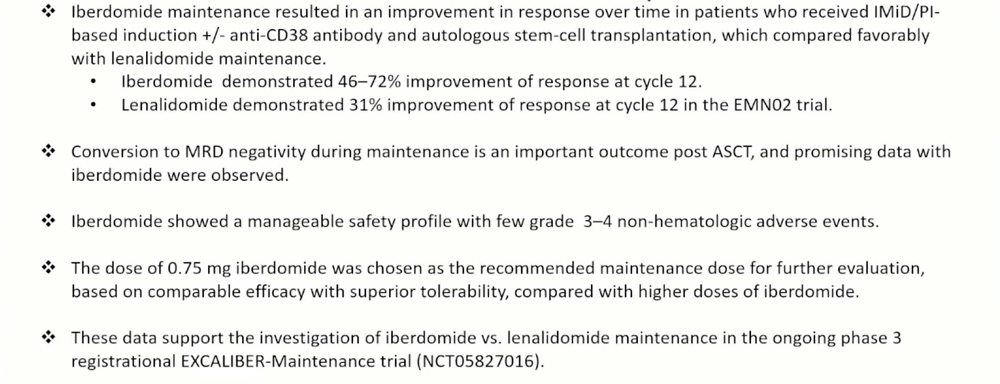 ❖ Iberdomide maintenance resulted in an improvement in response over time in patients who received IMiD/PI-
based induction +/- anti-CD38 antibody and autologous stem-cell transplantation, which compared favorably
with lenalidomide maintenance.
• Iberdomide  demonstrated 46–72% improvement of response at cycle 12.
• Lenalidomide demonstrated 31% improvement of response at cycle 12 in the EMN02 trial.
❖ Conversion to MRD negativity during maintenance is an important outcome post ASCT, and promising data with
iberdomide were observed.
❖ Iberdomide showed a manageable safety profile with few grade  3–4 non-hematologic adverse events.
❖ The dose of 0.75 mg iberdomide was chosen as the recommended maintenance dose for further evaluation,
based on comparable efficacy with superior tolerability, compared with higher doses of iberdomide.
❖ These data support the investigation of iberdomide vs. lenalidomide maintenance in the ongoing phase 3
registrational EXCALIBER-Maintenance trial (NCT05827016).